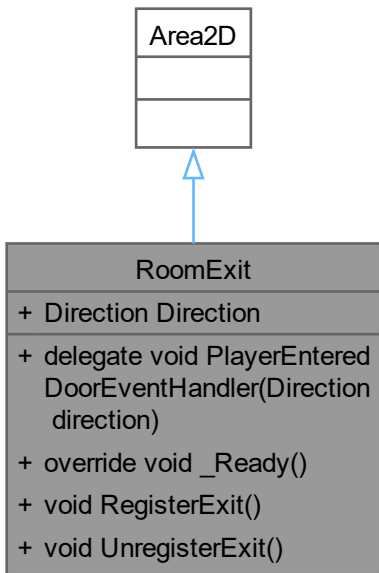 Area2D
RoomExit
+ Direction Direction
+ delegate void PlayerEntered
DoorEventHandler(Direction
direction)
+ override void _Ready()
+ void RegisterExit()
+ void UnregisterExit()